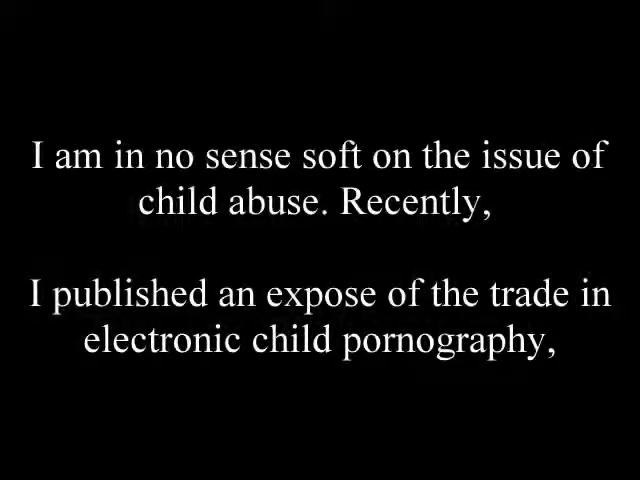 I am in no sense soft on the issue of
child abuse. Recently,
I published an expose of the trade in
electronic child pornography,